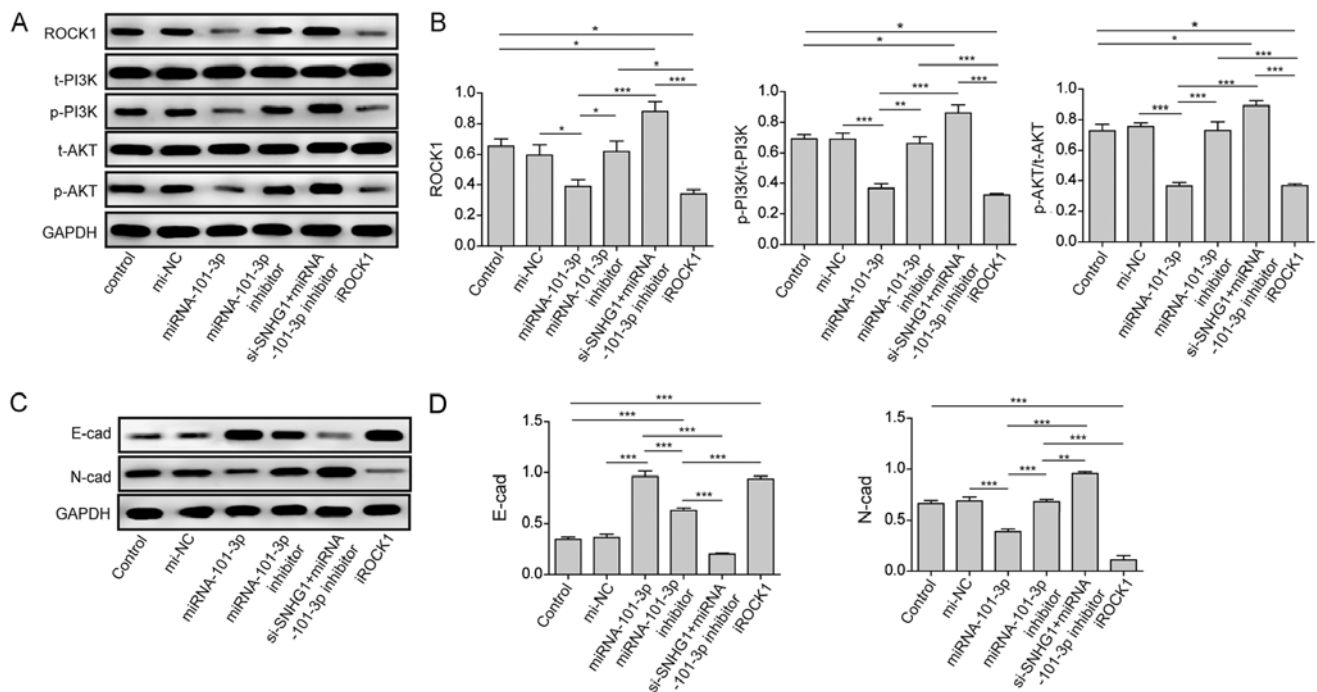 A
ROCK1
t-PI3K
p-PI3K
t-AKT
p-AKT
GAPDH
control
mi-NC
miRNA-101-3p
miRNA-101-3p
inhibitor
si-SNHG1+miRNA
-101-3p inhibitor
iROCK1
B
ROCK1
1.0
0.8
0.6
0.4
0.2
0.0
*
*
*
***
***
*
*
Control
mi-NC
miRNA-101-3p
miRNA-101-3p
inhibitor
si-SNHG1+miRNA
-101-3p inhibitor
iROCK1
p-PI3K/t-PI3K
1.0
0.8
0.6
0.4
0.2
0.0
*
*
***
***
***
**
***
Control
mi-NC
miRNA-101-3p
miRNA-101-3p
inhibitor
si-SNHG1+miRNA
-101-3p inhibitor
iROCK1
p-AKT/t-AKT
1.0
0.8
0.6
0.4
0.2
0.0
*
*
***
***
***
***
***
Control
mi-NC
miRNA-101-3p
miRNA-101-3p
inhibitor
si-SNHG1+miRNA
-101-3p inhibitor
iROCK1
C
E-cad
N-cad
GAPDH
Control
mi-NC
miRNA-101-3p
miRNA-101-3p
inhibitor
si-SNHG1+miRNA
-101-3p inhibitor
iROCK1
D
E-cad
1.5
1.0
0.5
0.0
***
***
***
***
***
***
***
Control
mi-NC
miRNA-101-3p
miRNA-101-3p
inhibitor
si-SNHG1+miRNA
-101-3p inhibitor
iROCK1
N-cad
1.5
1.0
0.5
0.0
***
***
***
**
***
***
Control
mi-NC
miRNA-101-3p
miRNA-101-3p
inhibitor
si-SNHG1+miRNA
-101-3p inhibitor
iROCK1